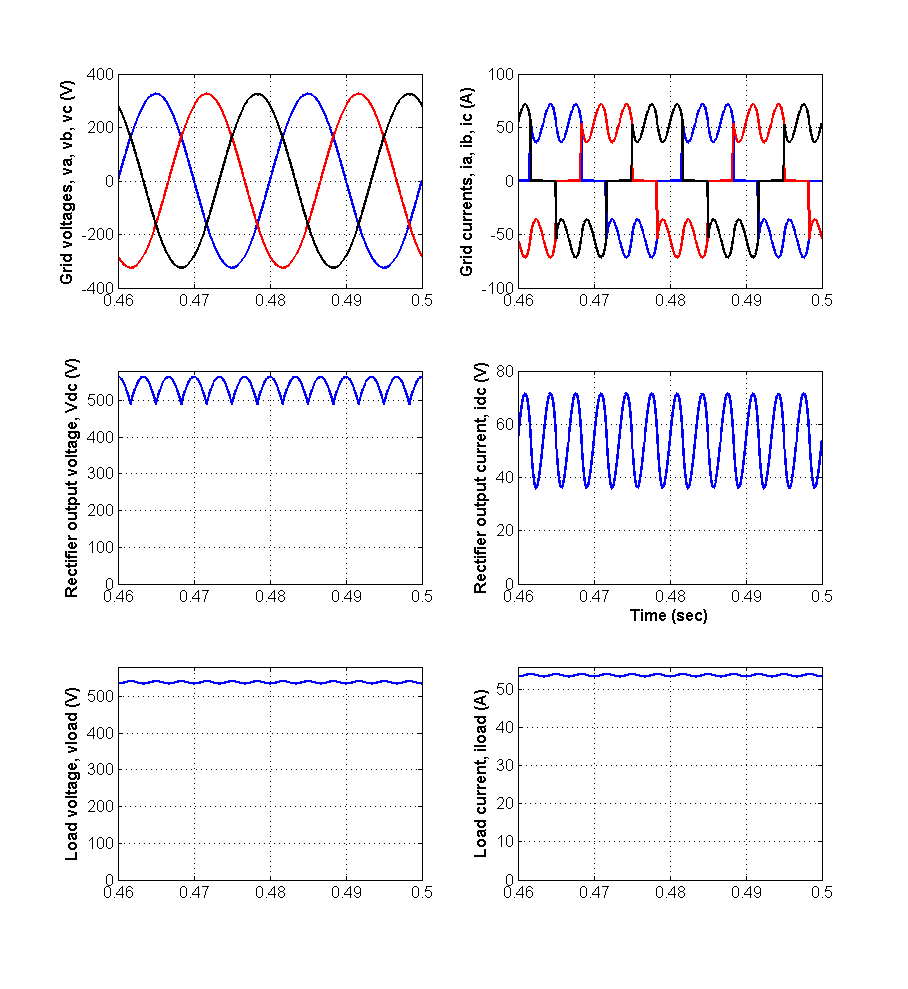 Grid voltages, va, vb, vc (V)
400
200
0
-200
-400
0.46 0.47 0.48 0.49 0.5
Grid currents, ia, ib, ic (A)
100
50
0
-50
-100
0.46 0.47 0.48 0.49 0.5
Rectifier output voltage, Vdc (V)
500
400
300
200
100
0
0.46 0.47 0.48 0.49 0.5
Rectifier output current, idc (V)
80
60
40
20
0
0.46 0.47 0.48 0.49 0.5
Time (sec)
Load voltage, vload (V)
500
400
300
200
100
0
0.46 0.47 0.48 0.49 0.5
Load current, iload (A)
50
40
30
20
10
0
0.46 0.47 0.48 0.49 0.5